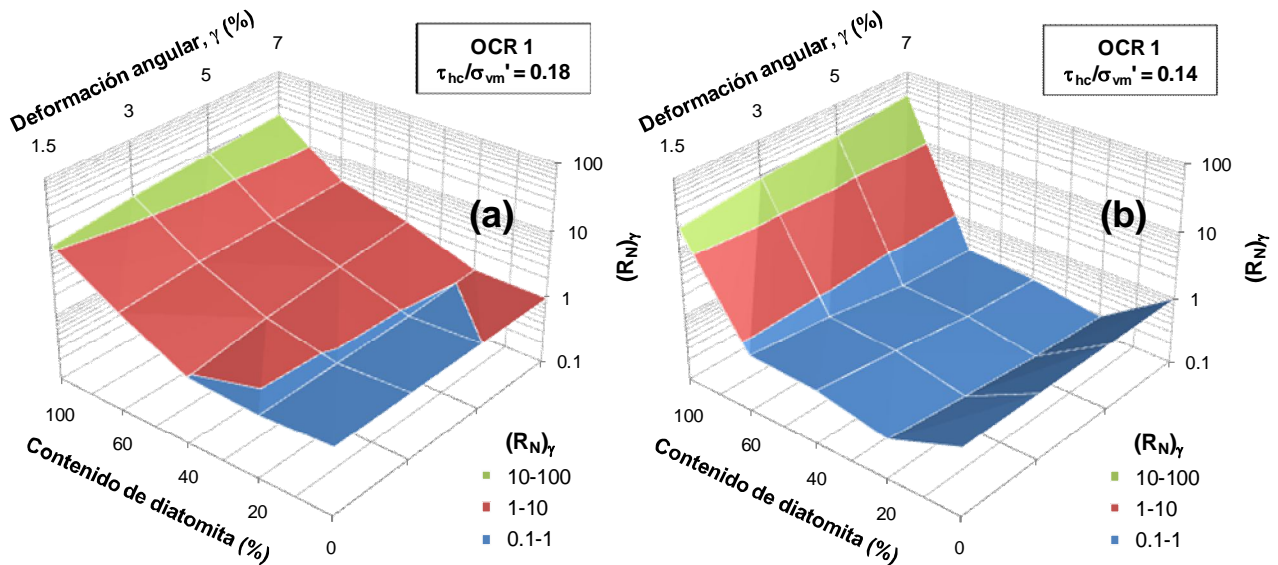 Deformación angular, γ (%)
1.5
3
5
7
OCR 1
τhc/σvm' = 0.18
(a)
100
10
1
0.1
(RN)γ
100
60
40
20
0
Contenido de diatomita (%)
(RN)γ
10-100
1-10
0.1-1
Deformación angular, γ (%)
1.5
3
5
7
OCR 1
τhc/σvm' = 0.14
(b)
100
10
1
0.1
(RN)γ
100
60
40
20
0
Contenido de diatomita (%)
(RN)γ
10-100
1-10
0.1-1